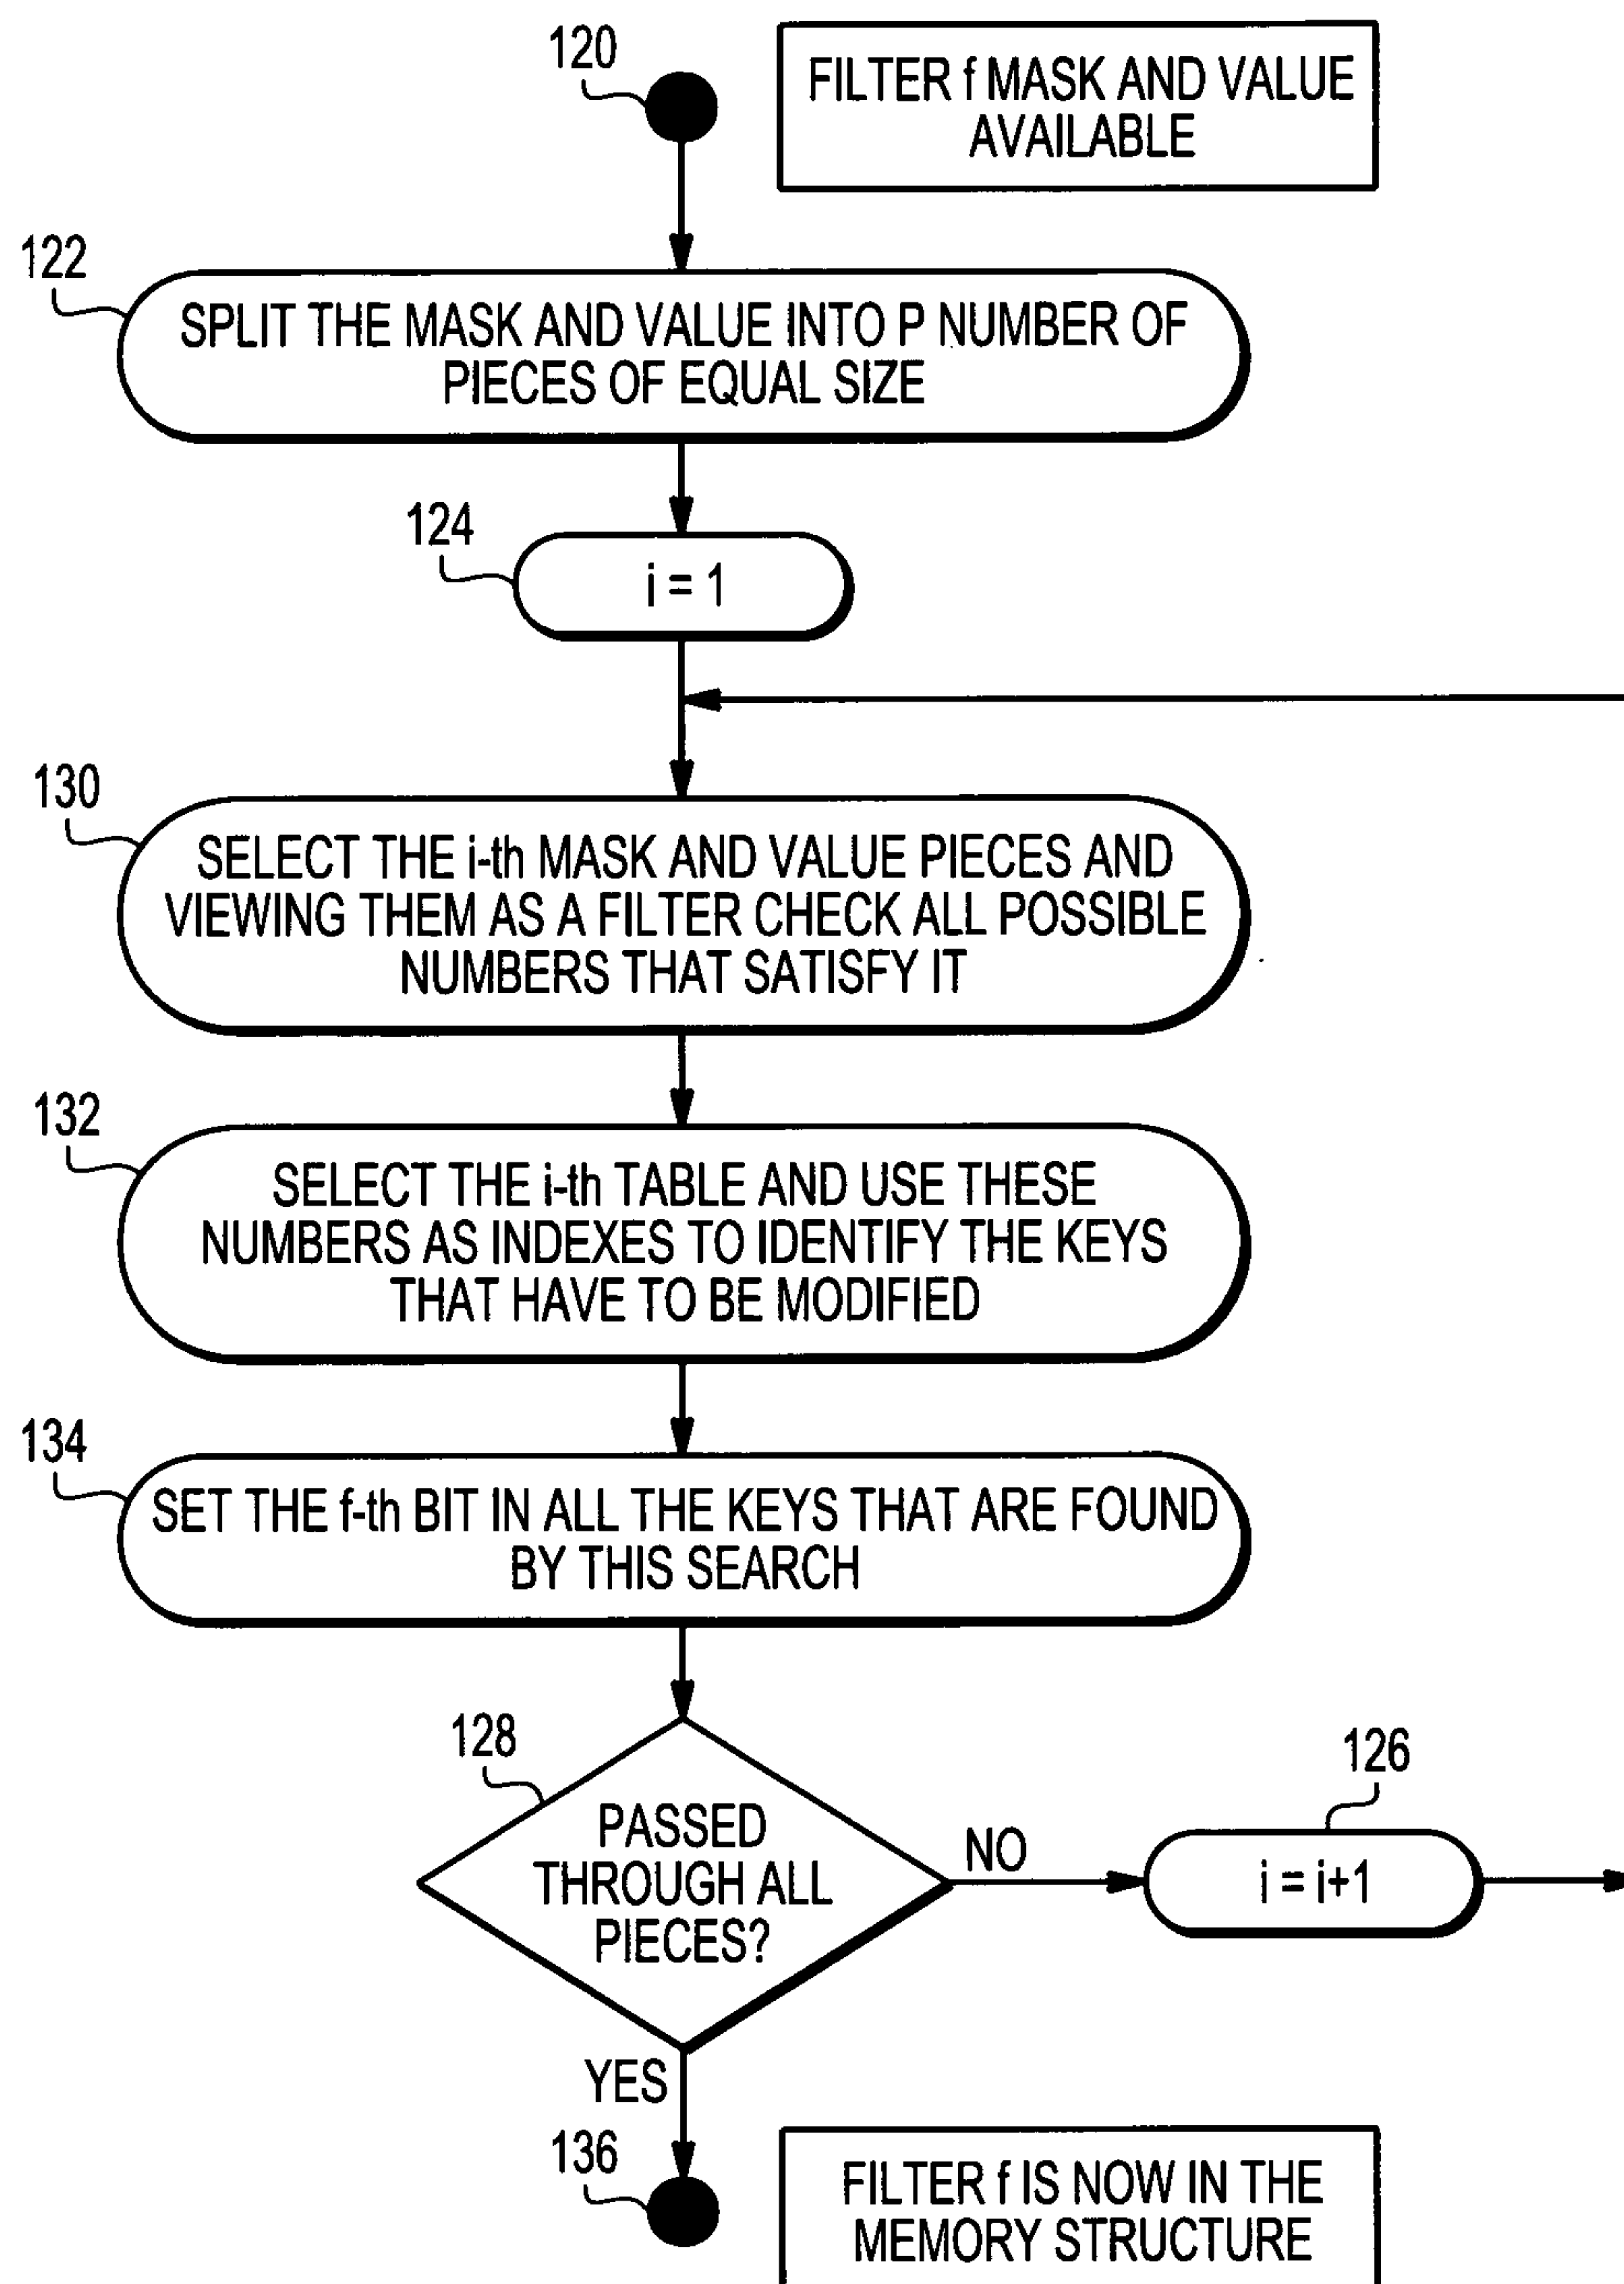 120
FILTER f MASK AND VALUE
AVAILABLE
122
SPLIT THE MASK AND VALUE INTO P NUMBER OF
PIECES OF EQUAL SIZE
124
i = 1
130
SELECT THE i-th MASK AND VALUE PIECES AND
VIEWING THEM AS A FILTER CHECK ALL POSSIBLE
NUMBERS THAT SATISFY IT
132
SELECT THE i-th TABLE AND USE THESE
NUMBERS AS INDEXES TO IDENTIFY THE KEYS
THAT HAVE TO BE MODIFIED
134
SET THE f-th BIT IN ALL THE KEYS THAT ARE FOUND
BY THIS SEARCH
128
PASSED
THROUGH ALL
PIECES?
NO
126
i = i+1
YES
136
FILTER f IS NOW IN THE
MEMORY STRUCTURE